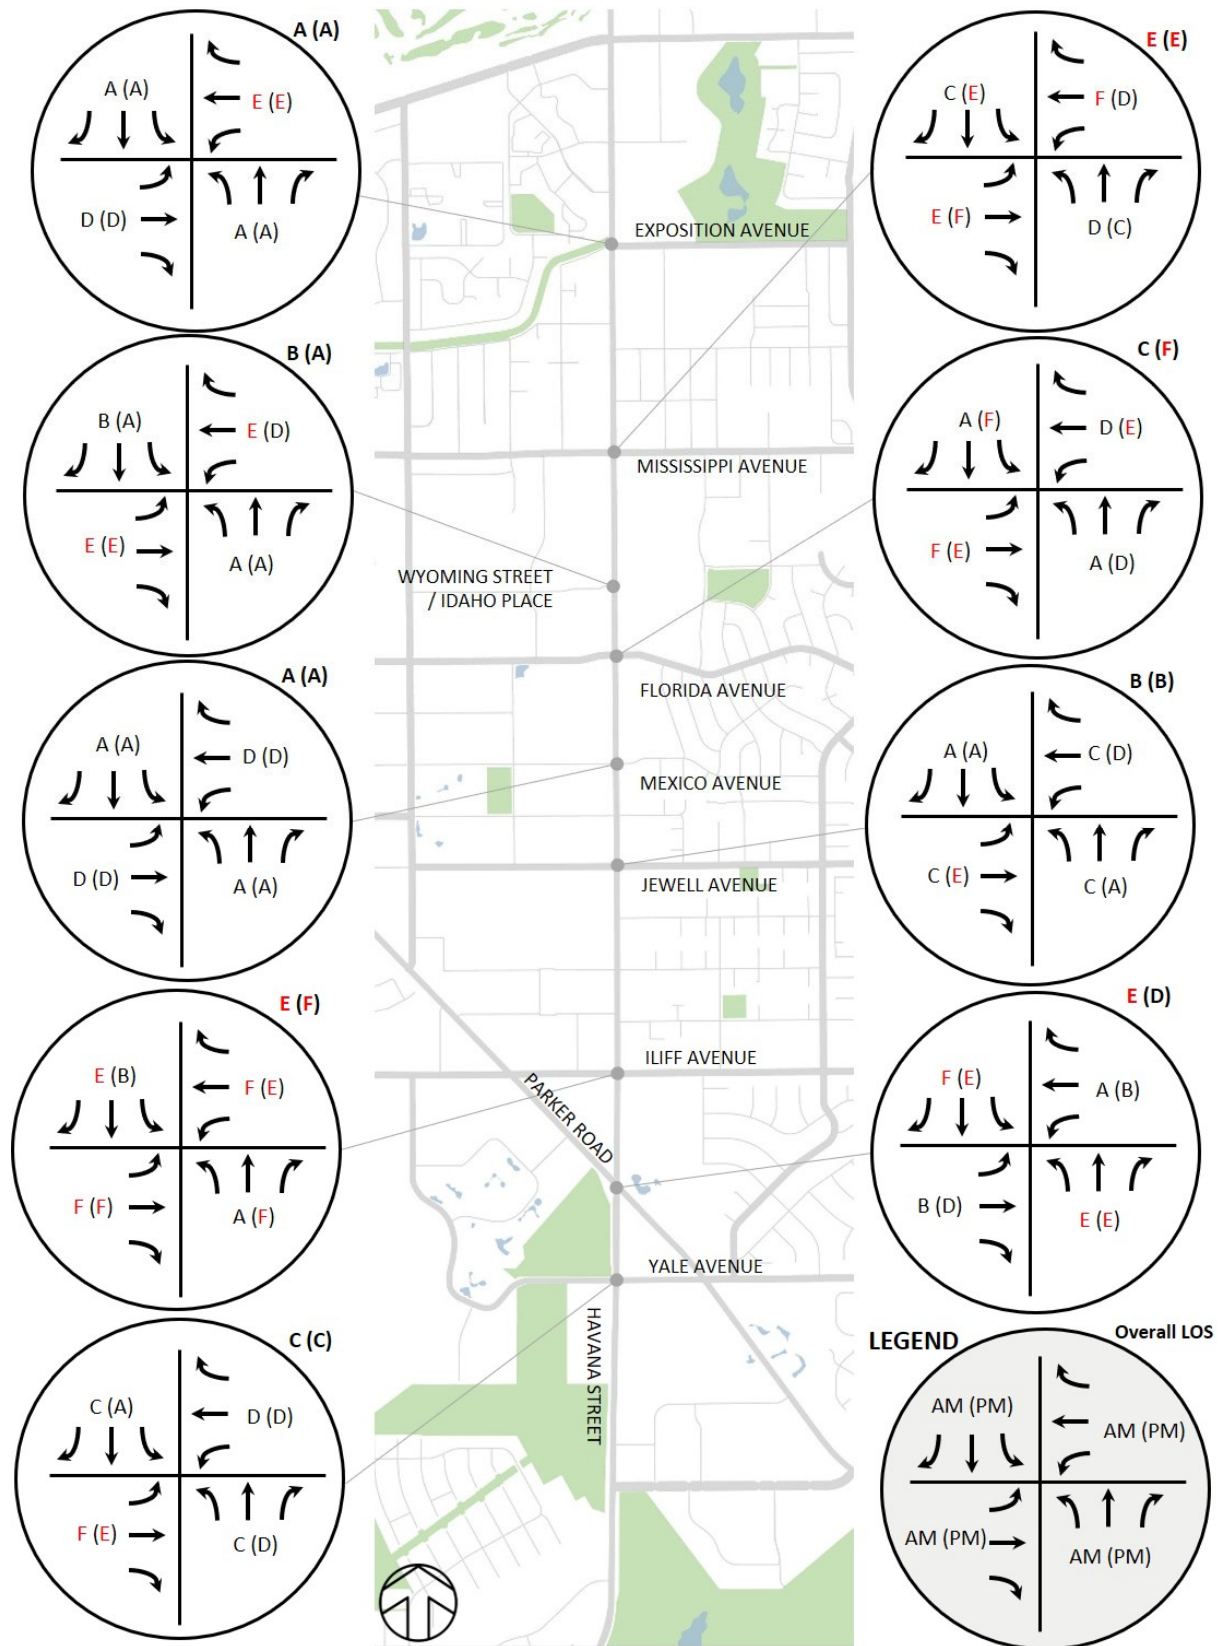 A (A)
A (A)
E (E)
D (D)
A (A)
E (E)
C (E)
F (D)
E (F)
D (C)
EXPOSITION AVENUE
B (A)
B (A)
E (D)
E (E)
A (A)
C (F)
A (F)
D (E)
F (E)
A (D)
MISSISSIPPI AVENUE
WYOMING STREET
/ IDAHO PLACE
FLORIDA AVENUE
A (A)
A (A)
D (D)
D (D)
A (A)
B (B)
A (A)
C (D)
C (E)
C (A)
MEXICO AVENUE
JEWELL AVENUE
E (F)
E (B)
F (E)
F (F)
A (F)
E (D)
F (E)
A (B)
B (D)
E (E)
ILIFF AVENUE
PARKER ROAD
YALE AVENUE
HAVANA STREET
C (C)
C (A)
D (D)
F (E)
C (D)
LEGEND
Overall LOS
AM (PM)
AM (PM)
AM (PM)
AM (PM)